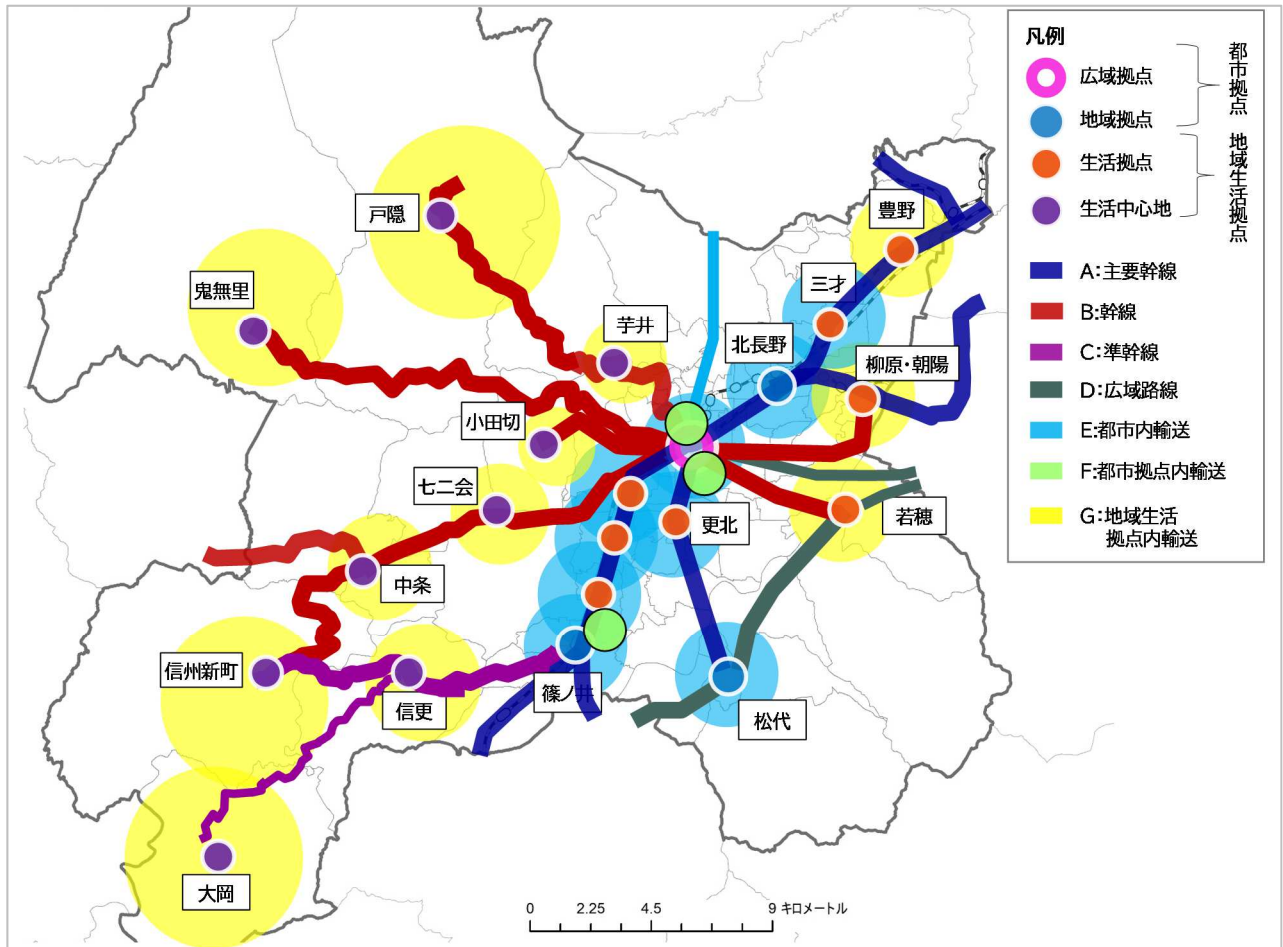 凡例
広域拠点
地域拠点
都市拠点
生活拠点
生活中心地
地域生活拠点
A:主要幹線
B:幹線
C:準幹線
D:広域路線
E:都市内輸送
F:都市拠点内輸送
G:地域生活
拠点内輸送
戸隠
豊野
鬼無里
三才
芋井
北長野
柳原・朝陽
小田切
七二会
更北
若穂
中条
信州新町
信更
篠ノ井
松代
大岡
0 2.25 4.5 9 キロメートル